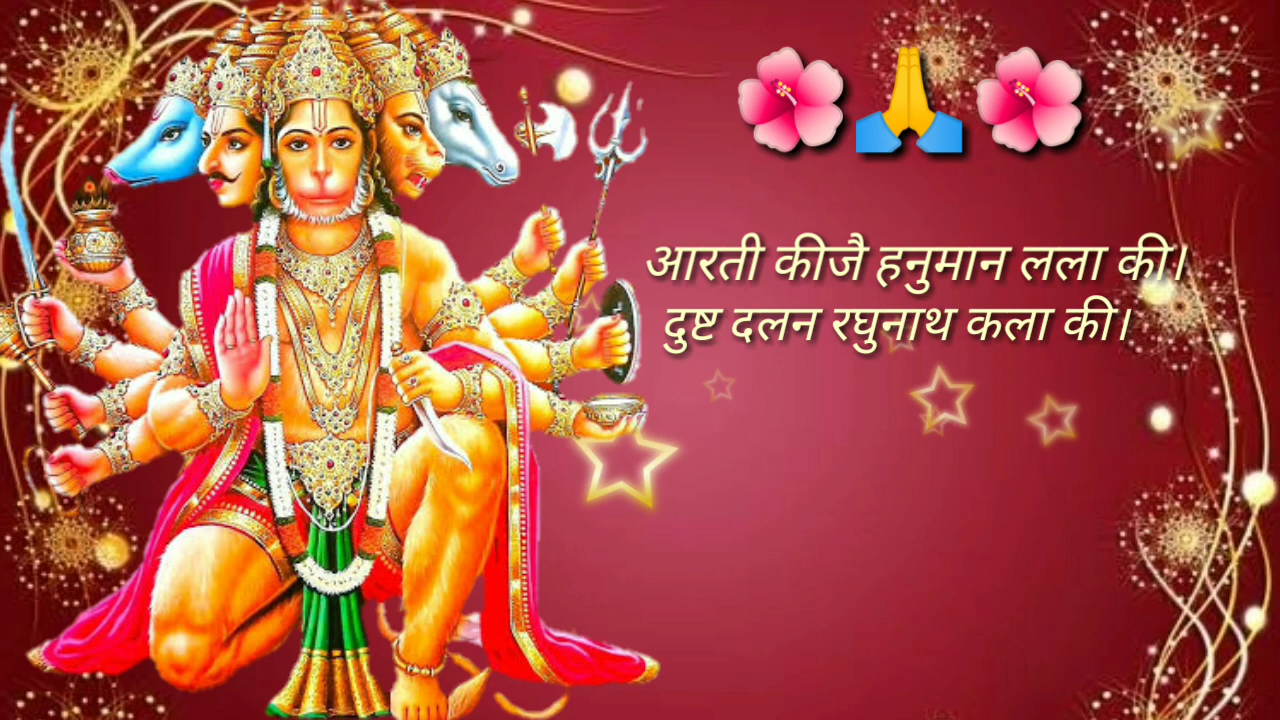 आरती कीजै हनुमान लला की।
दुष्ट दलन रघुनाथ कला की।